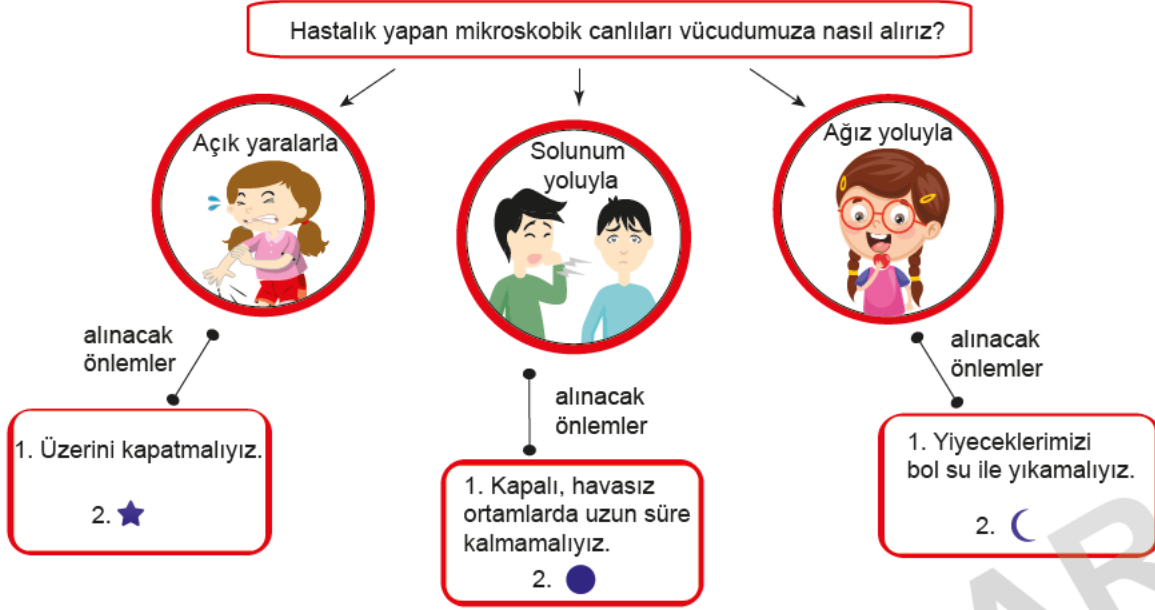 Hastalık yapan mikroskobik canlıları vücudumuza nasıl alırız?
Açık yaralarla
Solunum
yoluyla
Ağız yoluyla
alınacak
önlemler
alınacak
önlemler
alınacak
önlemler
1. Üzerini kapatmalıyız.
2.
1. Kapalı, havasız
ortamlarda uzun süre
kalmamalıyız.
2.
1. Yiyeceklerimizi
bol su ile yıkamalıyız.
2.
AR